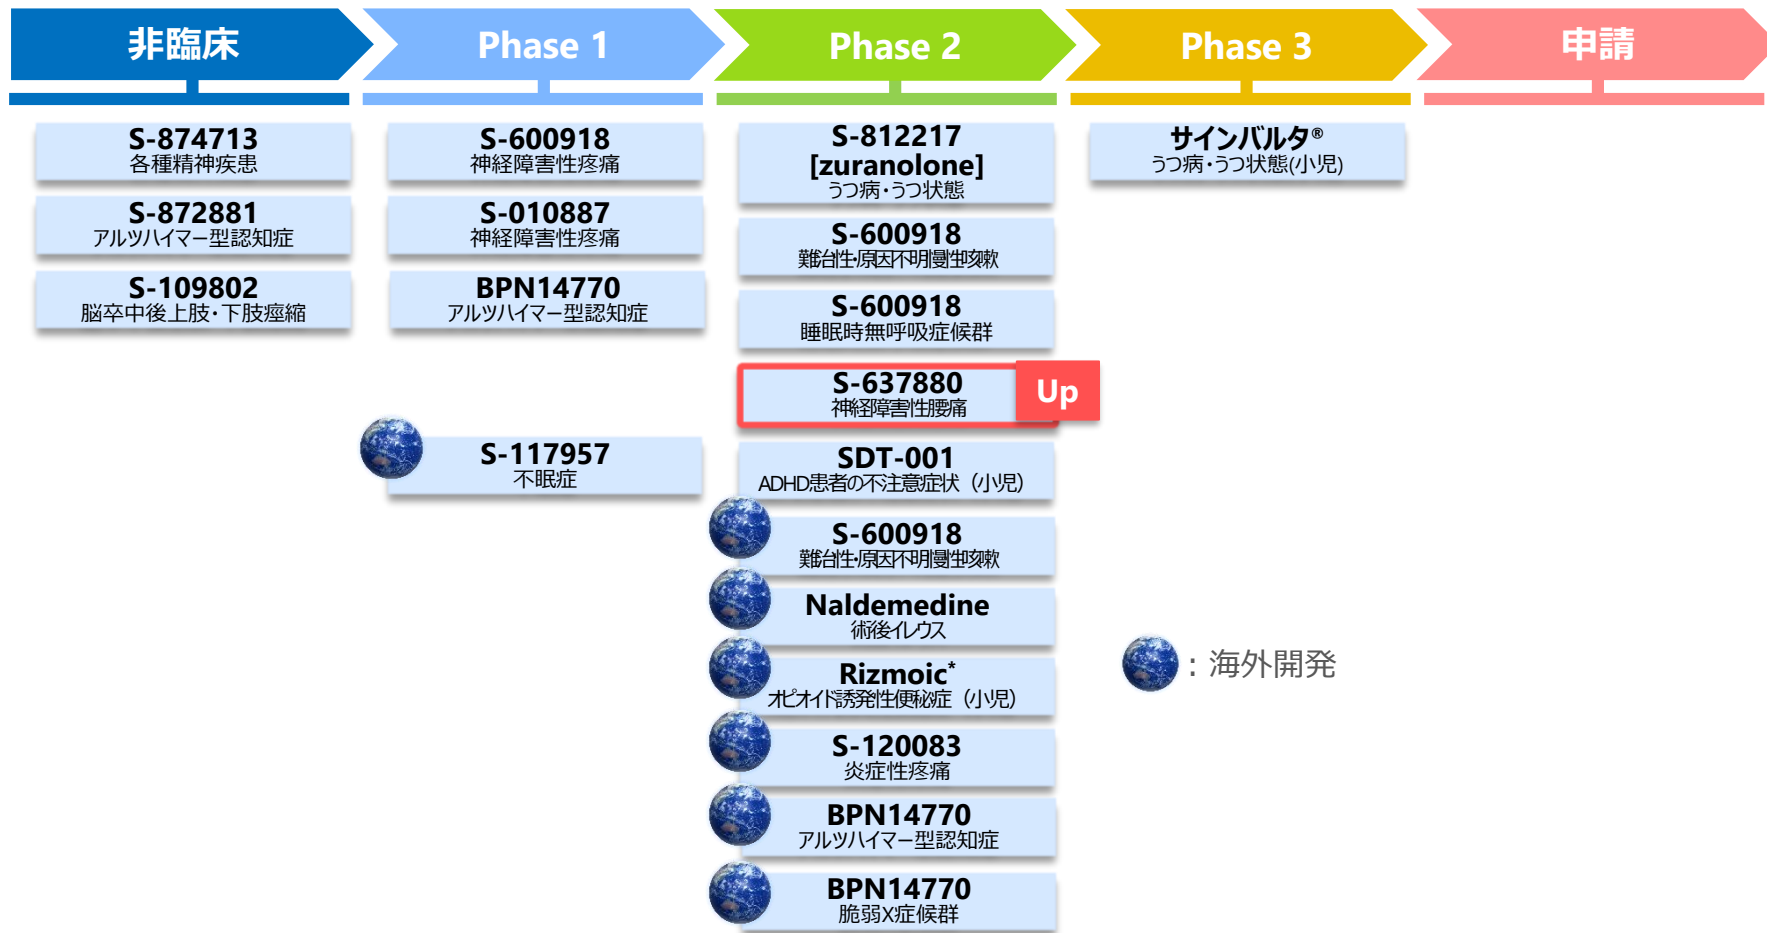 非臨床
Phase 1
Phase 2
Phase 3
申請
S-874713
各種精神疾患
S-872881
アルツハイマー型認知症
S-109802
脳卒中後上肢・下肢痙縮
S-600918
神経障害性疼痛
S-010887
神経障害性疼痛
BPN14770
アルツハイマー型認知症
S-117957
不眠症
S-812217
[zuranolone]
うつ病・うつ状態
S-600918
難治性・原因不明慢性咳嗽
S-600918
睡眠時無呼吸症候群
S-637880
神経障害性腰痛
Up
SDT-001
ADHD患者の不注意症状（小児）
S-600918
難治性・原因不明慢性咳嗽
Naldemedine
術後イレウス
Rizmoic*
オピオイド誘発性便秘症（小児）
S-120083
炎症性疼痛
BPN14770
アルツハイマー型認知症
BPN14770
脆弱X症候群
サインバルタ®
うつ病・うつ状態(小児)
：海外開発